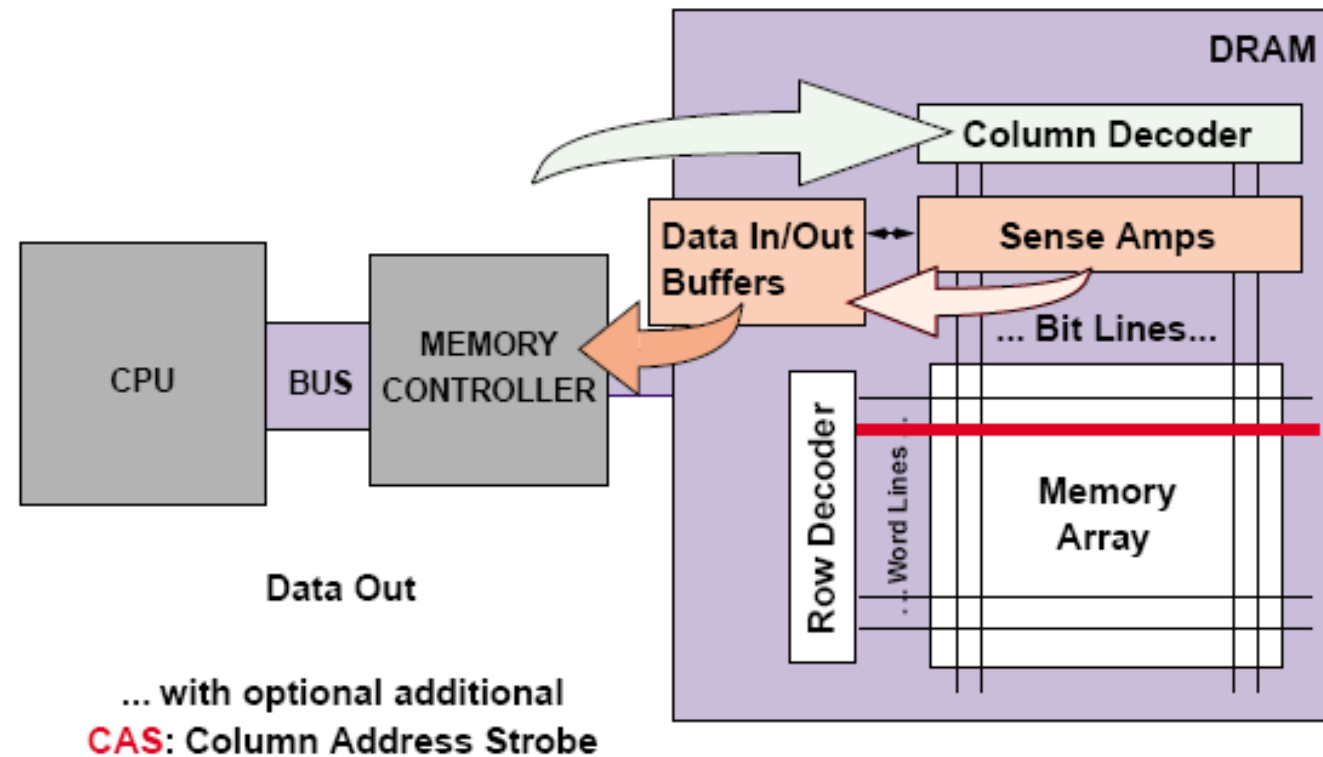 DRAM
Column Decoder
Data In/Out
Buffers
Sense Amps
... Bit Lines...
CPU
BUS
MEMORY
CONTROLLER
Row Decoder
... Word Lines ...
Memory
Array
Data Out
... with optional additional
CAS: Column Address Strobe